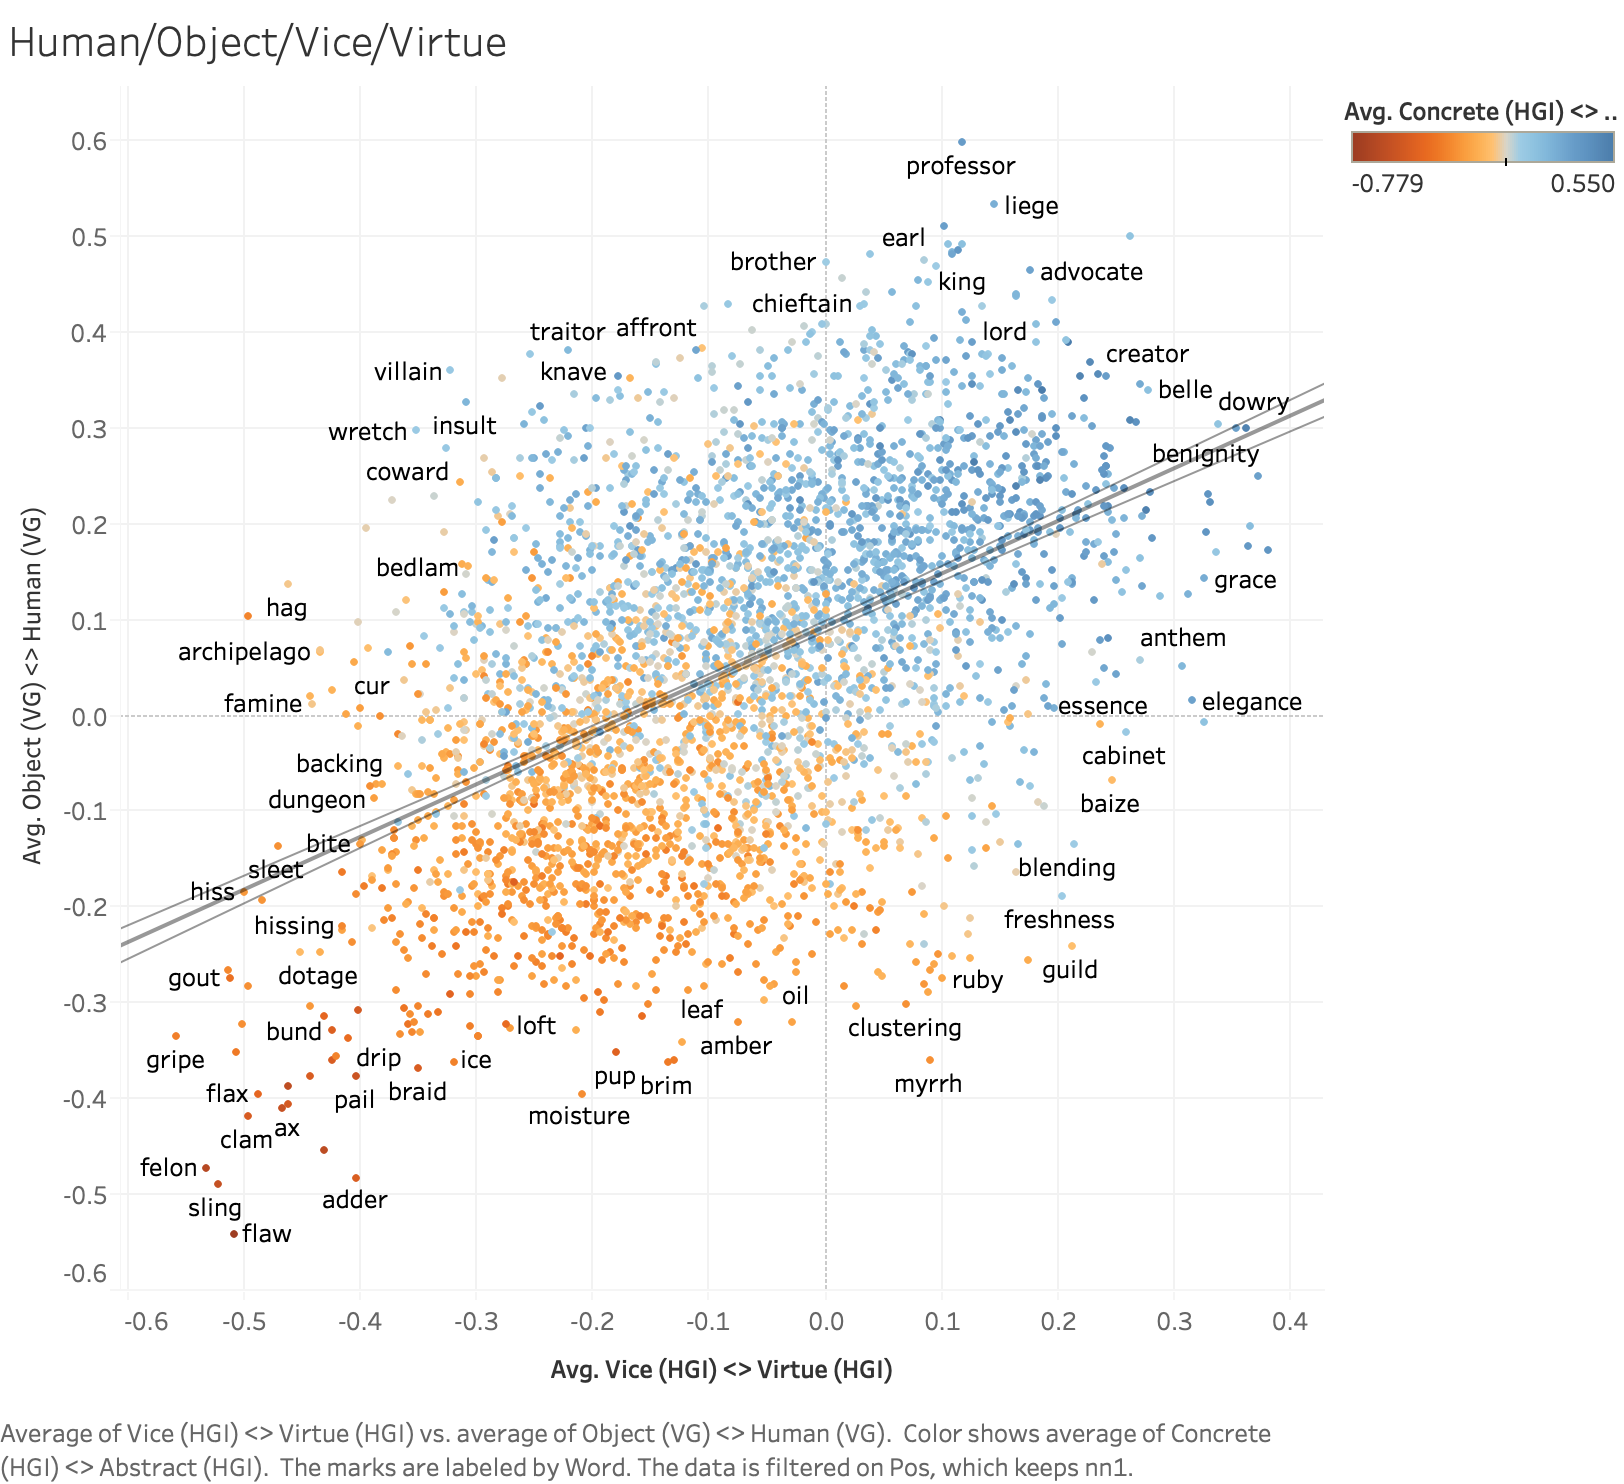 Human/Object/Vice/Virtue
Avg. Concrete (HGI) <> ..
-0.779 0.550
0.6
professor
liege
0.5
earl
brother
advocate
king
chieftain
0.4
traitor affront
lord
creator
villain
knave
belle
dowry
0.3
wretch
insult
benignity
coward
0.2
bedlam
grace
hag
0.1
anthem
archipelago
cur
famine
essence
elegance
0.0
cabinet
backing
dungeon
baize
-0.1
bite
sleet
blending
hiss
-0.2
hissing
freshness
gout
dotage
guild
ruby
-0.3
oil
leaf
bund
loft
clustering
gripe
drip
ice
amber
pup
brim
myrrh
flax
pail
braid
-0.4
moisture
clam
ax
felon
-0.5
sling
adder
flaw
-0.6
Avg. Object (VG) <> Human (VG)
-0.6 -0.5 -0.4 -0.3 -0.2 -0.1 0.0 0.1 0.2 0.3 0.4
Avg. Vice (HGI) <> Virtue (HGI)
Average of Vice (HGI) <> Virtue (HGI) vs. average of Object (VG) <> Human (VG).  Color shows average of Concrete
(HGI) <> Abstract (HGI).  The marks are labeled by Word. The data is filtered on Pos, which keeps nn1.